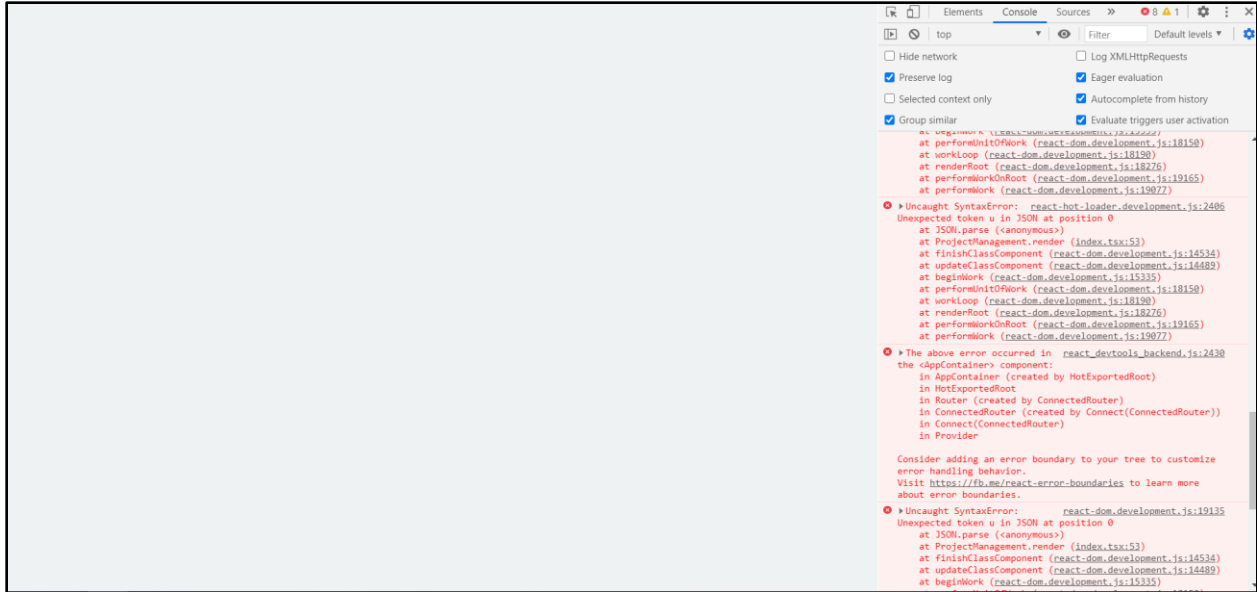 Elements Console Sources » 8 1
top Filter Default levels ▼
Hide network Log XMLHttpRequests
Preserve log Eager evaluation
Selected context only Autocomplete from history
Group similar Evaluate triggers user activation
at beginWork (react-dom.development.js:15335)
at performUnitOfWork (react-dom.development.js:18150)
at workLoop (react-dom.development.js:18190)
at renderRoot (react-dom.development.js:18276)
at performWorkOnRoot (react-dom.development.js:19165)
at performWork (react-dom.development.js:19077)
▶Uncaught SyntaxError: react-hot-loader.development.js:2406
Unexpected token u in JSON at position 0
at JSON.parse (<anonymous>)
at ProjectManagement.render (index.tsx:53)
at finishClassComponent (react-dom.development.js:14534)
at updateClassComponent (react-dom.development.js:14489)
at beginWork (react-dom.development.js:15335)
at performUnitOfWork (react-dom.development.js:18150)
at workLoop (react-dom.development.js:18190)
at renderRoot (react-dom.development.js:18276)
at performWorkOnRoot (react-dom.development.js:19165)
at performWork (react-dom.development.js:19077)
▶The above error occurred in react_devtools_backend.js:2430
the <AppContainer> component:
in AppContainer (created by HotExportedRoot)
in HotExportedRoot
in Router (created by ConnectedRouter)
in ConnectedRouter (created by Connect(ConnectedRouter))
in Connect(ConnectedRouter)
in Provider
Consider adding an error boundary to your tree to customize
error handling behavior.
Visit https://fb.me/react-error-boundaries to learn more
about error boundaries.
▶Uncaught SyntaxError: react-dom.development.js:19135
Unexpected token u in JSON at position 0
at JSON.parse (<anonymous>)
at ProjectManagement.render (index.tsx:53)
at finishClassComponent (react-dom.development.js:14534)
at updateClassComponent (react-dom.development.js:14489)
at beginWork (react-dom.development.js:15335)